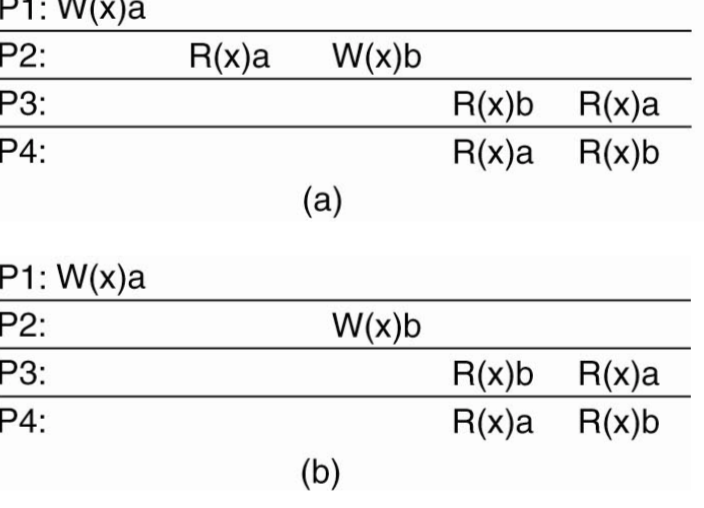 P1: W(x)a
P2: R(x)a W(x)b
P3: R(x)b R(x)a
P4: R(x)a R(x)b
(a)
P1: W(x)a
P2: W(x)b
P3: R(x)b R(x)a
P4: R(x)a R(x)b
(b)